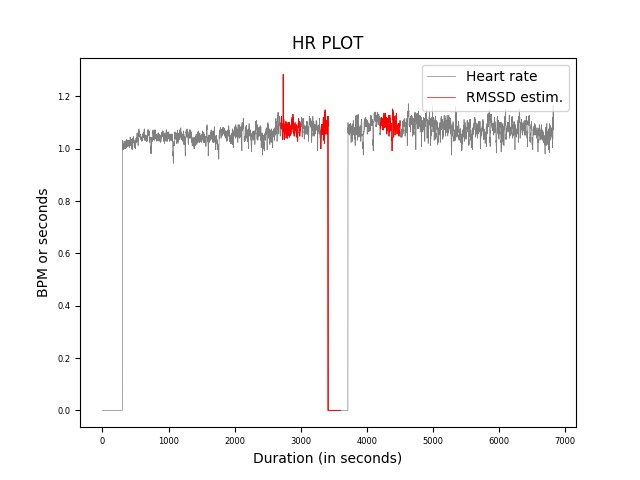 HR PLOT
Heart rate
RMSSD estim.
1.2
1.0
0.8
0.6
0.4
0.2
0.0
BPM or seconds
0 1000 2000 3000 4000 5000 6000 7000
Duration (in seconds)